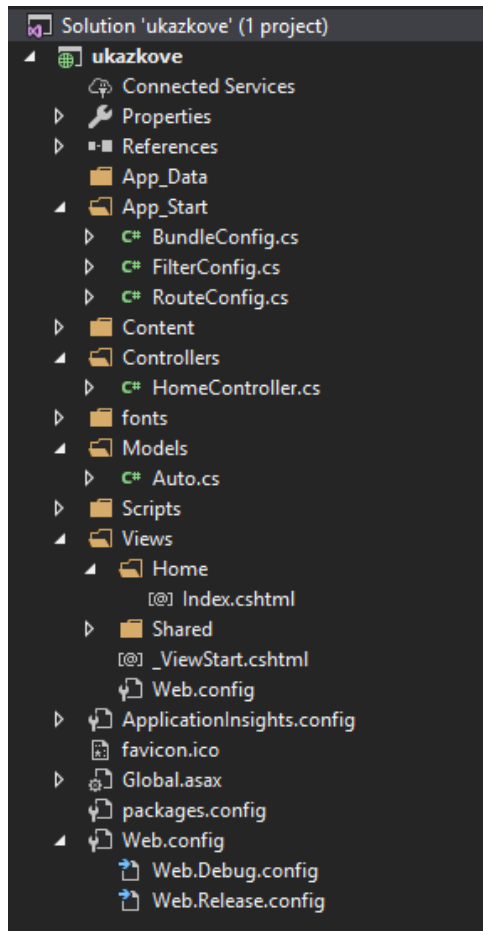 Solution 'ukazkove' (1 project)
ukazkove
Connected Services
Properties
References
App_Data
App_Start
C# BundleConfig.cs
C# FilterConfig.cs
C# RouteConfig.cs
Content
Controllers
C# HomeController.cs
fonts
Models
C# Auto.cs
Scripts
Views
Home
[@] Index.cshtml
Shared
[@] _ViewStart.cshtml
Web.config
ApplicationInsights.config
favicon.ico
Global.asax
packages.config
Web.config
Web.Debug.config
Web.Release.config